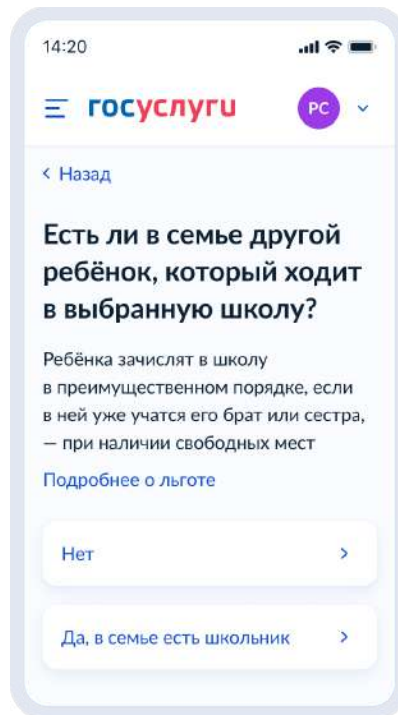 14:20
госуслуги
РС
Назад
Есть ли в семье другой
ребёнок, который ходит
в выбранную школу?
Ребёнка зачислят в школу
в преимущественном порядке, если
в ней уже учатся его брат или сестра,
— при наличии свободных мест
Подробнее о льготе
Нет
Да, в семье есть школьник